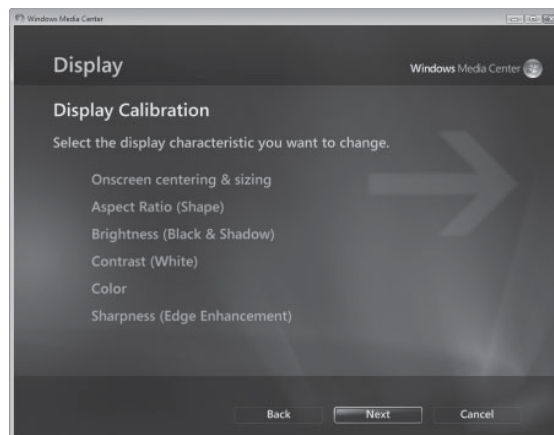 Windows Media Center
Display
Windows Media Center
Display Calibration
Select the display characteristic you want to change.
Onscreen centering & sizing
Aspect Ratio (Shape)
Brightness (Black & Shadow)
Contrast (White)
Color
Sharpness (Edge Enhancement)
Back Next Cancel